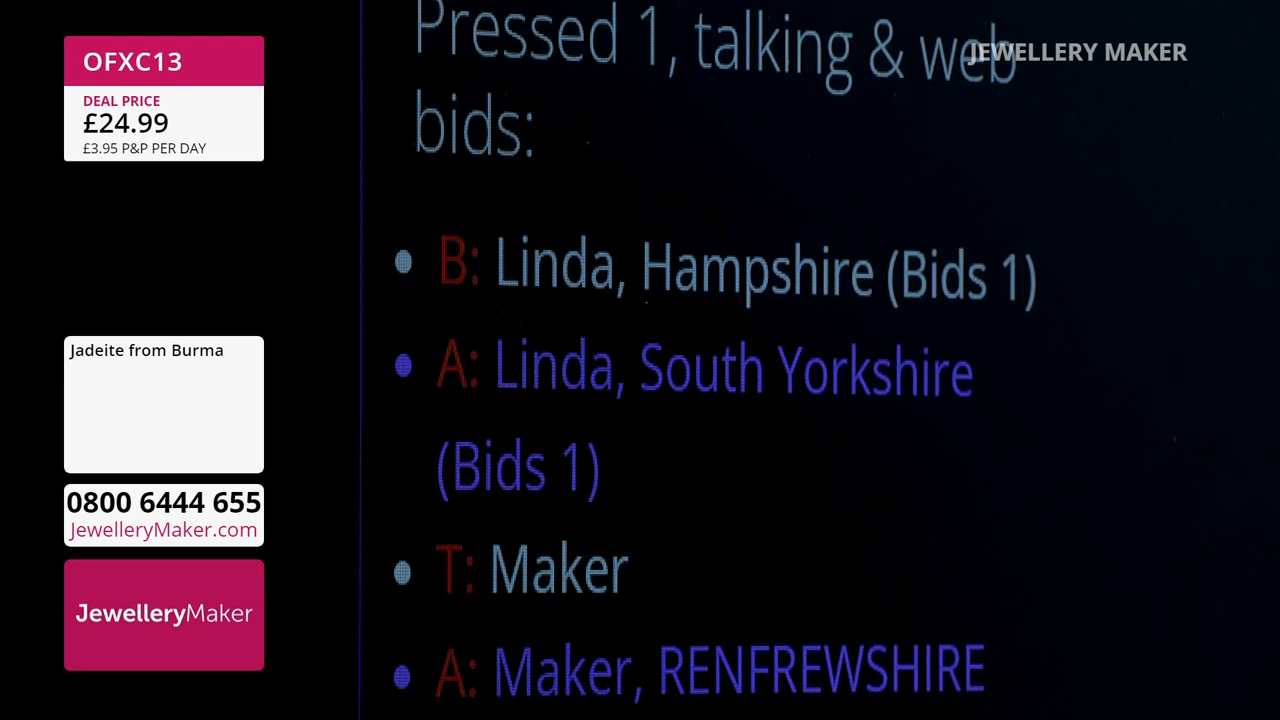 OFXC13
DEAL PRICE
£24.99
£3.95 P&P PER DAY
Jadeite from Burma
0800 6444 655
JewelleryMaker.com
JewelleryMaker
JEWELLERY MAKER
Pressed 1, talking & web
bids:
• B: Linda, Hampshire (Bids 1)
• A: Linda, South Yorkshire
(Bids 1)
• T: Maker
• A: Maker, RENFREWSHIRE